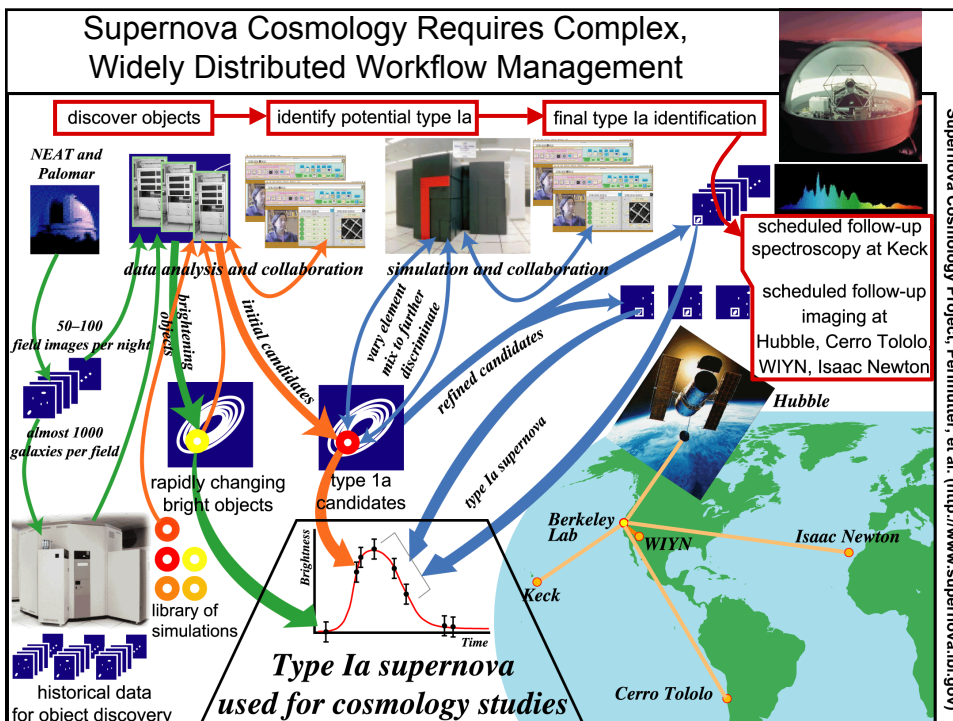 Supernova Cosmology Requires Complex,
Widely Distributed Workflow Management
discover objects
identify potential type Ia
final type Ia identification
NEAT and
Palomar
data analysis and collaboration
simulation and collaboration
scheduled follow-up
spectroscopy at Keck
scheduled follow-up
imaging at
Hubble, Cerro Tololo,
WIYN, Isaac Newton
50–100
field images per night
brightening
objects
initial candidates
vary element
mix to further
discriminate
refined candidates
type Ia supernova
Hubble
almost 1000
galaxies per field
rapidly changing
bright objects
type 1a
candidates
library of
simulations
historical data
for object discovery
Brightness
Time
Type Ia supernova
used for cosmology studies
Berkeley
Lab
WIYN
Isaac Newton
Keck
Cerro Tololo
Supernova Cosmology Project, Perlmutter, et al. (http://www.supernova.lbl.gov)